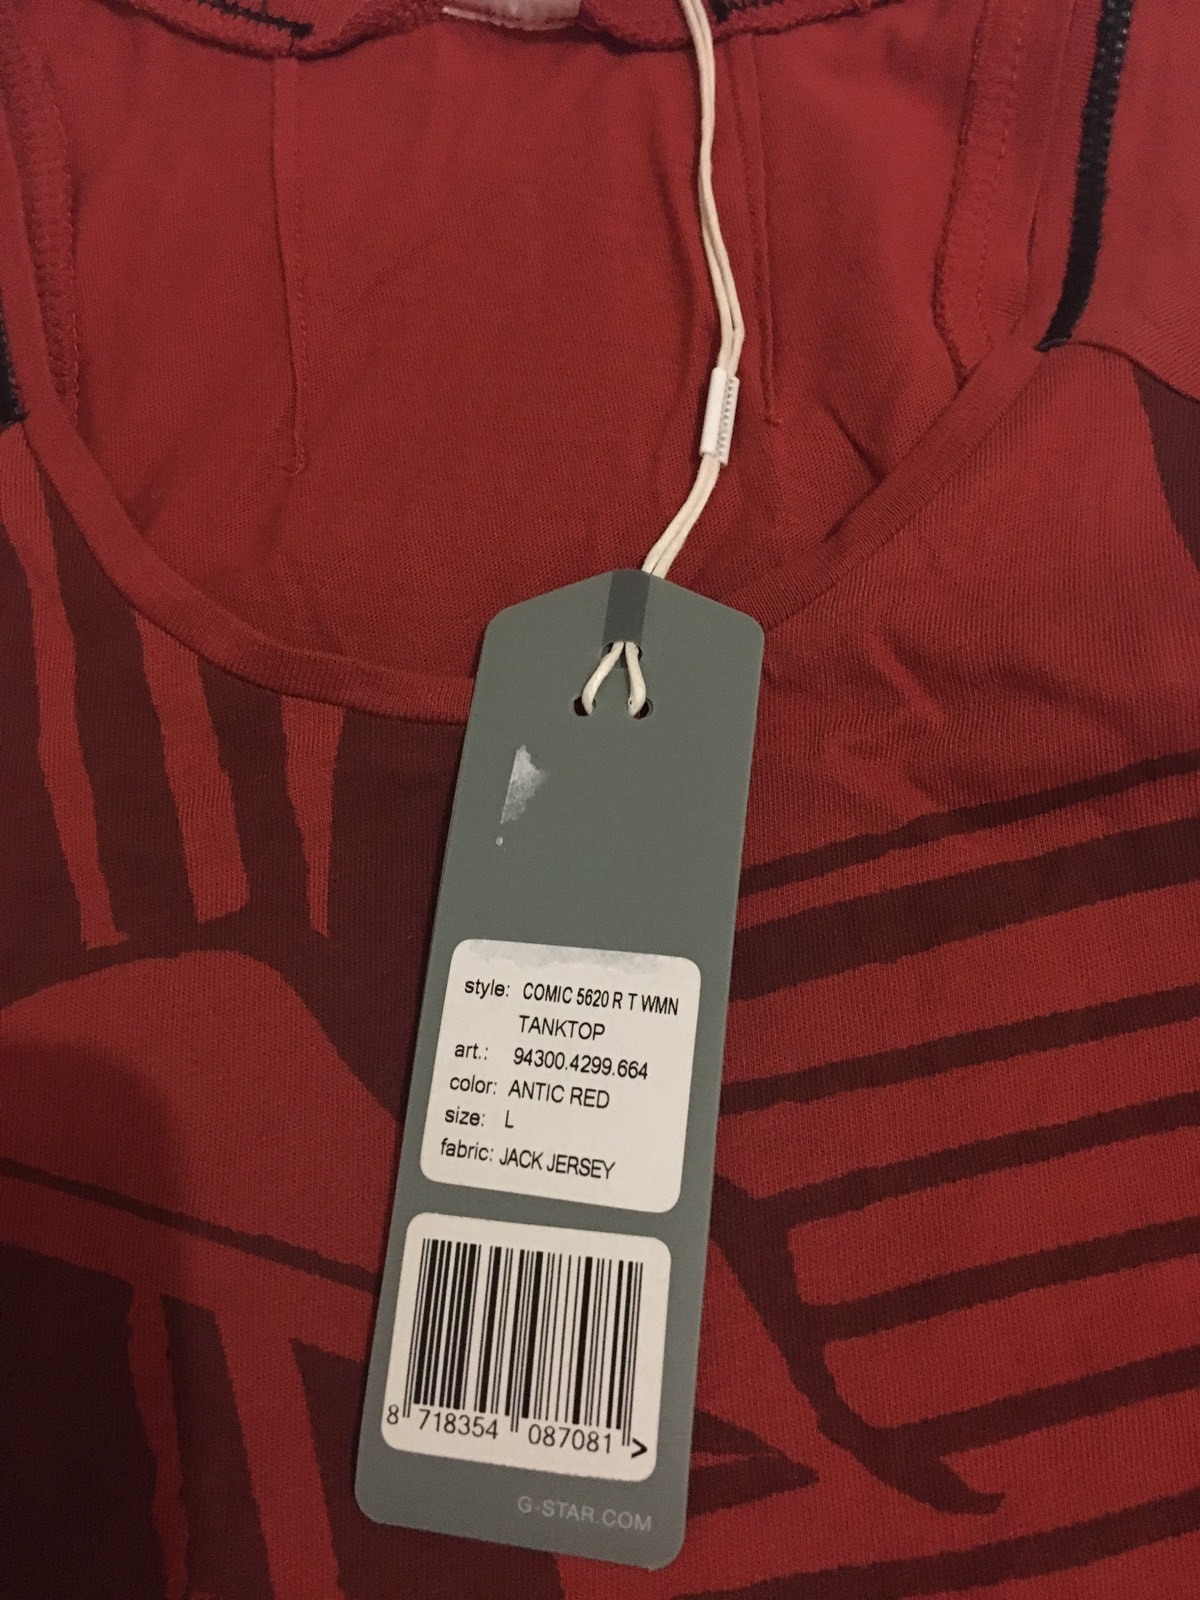 style: COMIC 5620 R T WMN
TANKTOP
art.: 94300.4299.664
color: ANTIC RED
size: L
fabric: JACK JERSEY
8 718354 087081 >
G-STAR.COM